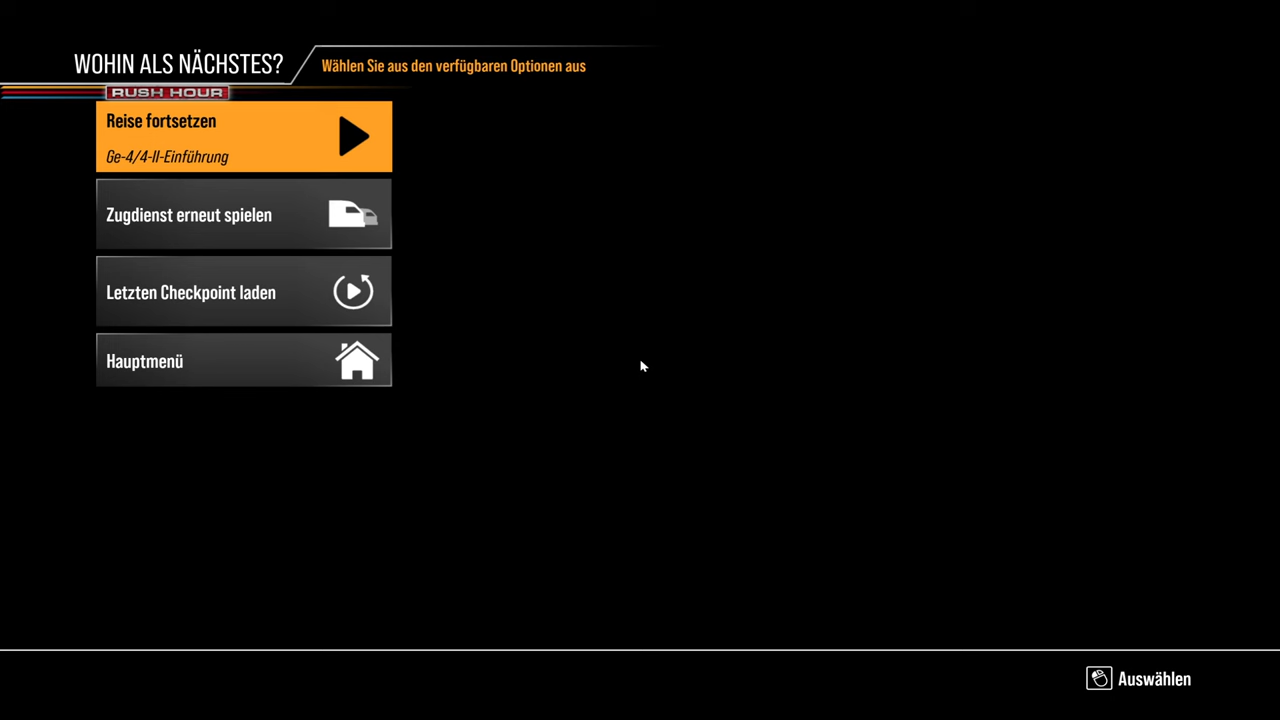 WOHIN ALS NÄCHSTES?
Wählen Sie aus den verfügbaren Optionen aus
RUSH HOUR
Reise fortsetzen
Ge-4/4-II-Einführung
Zugdienst erneut spielen
Letzten Checkpoint laden
Hauptmenü
Auswählen